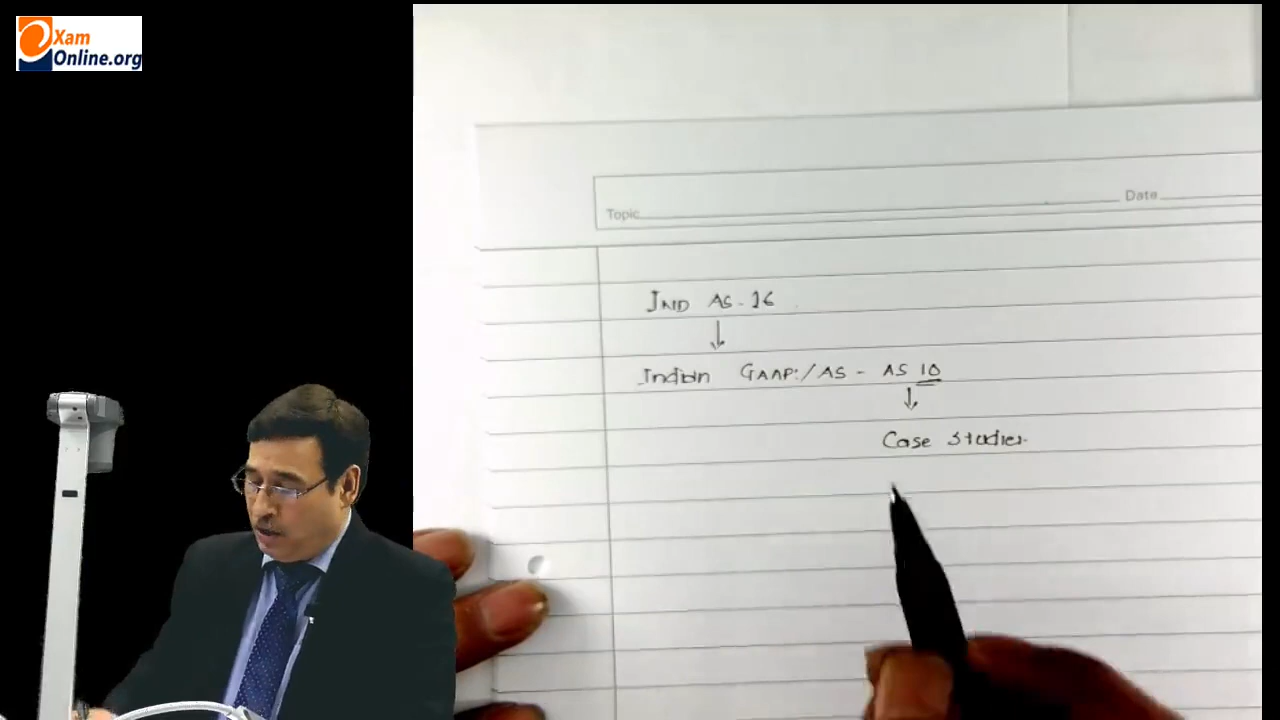 Xam
Online.org
Topic
Date
IND AS-16
↓
Indian GAAP:/AS - AS 10
↓
Case Studies